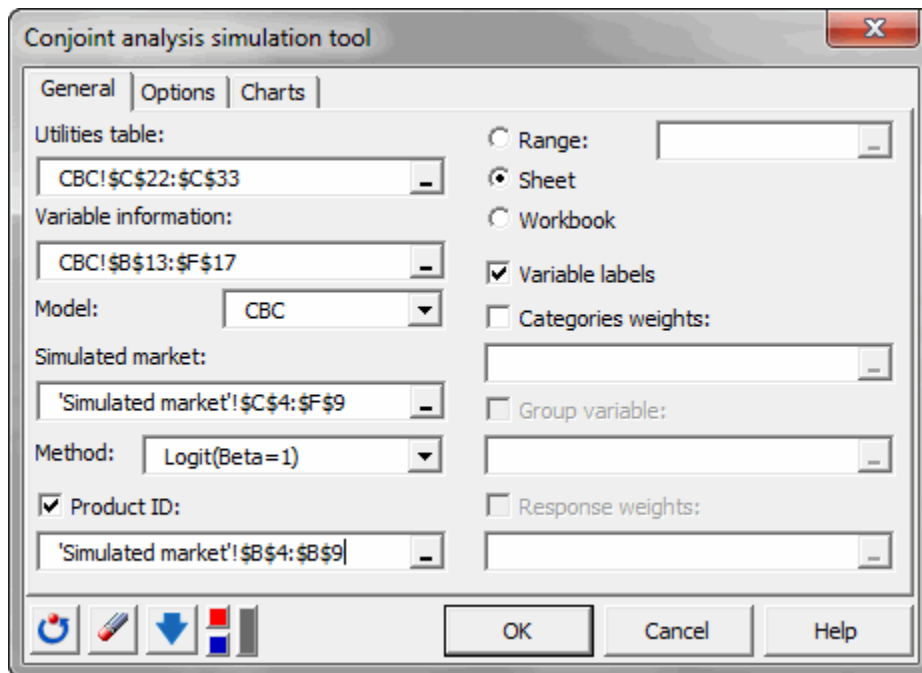 Conjoint analysis simulation tool
General
Options
Charts
Utilities table:
CBC!$C$22:$C$33
Variable information:
CBC!$B$13:$F$17
Model:
CBC
Simulated market:
'Simulated market'!$C$4:$F$9
Method:
Logit(Beta=1)
Product ID:
'Simulated market'!$B$4:$B$9
Range:
Sheet
Workbook
Variable labels
Categories weights:
Group variable:
Response weights:
OK
Cancel
Help